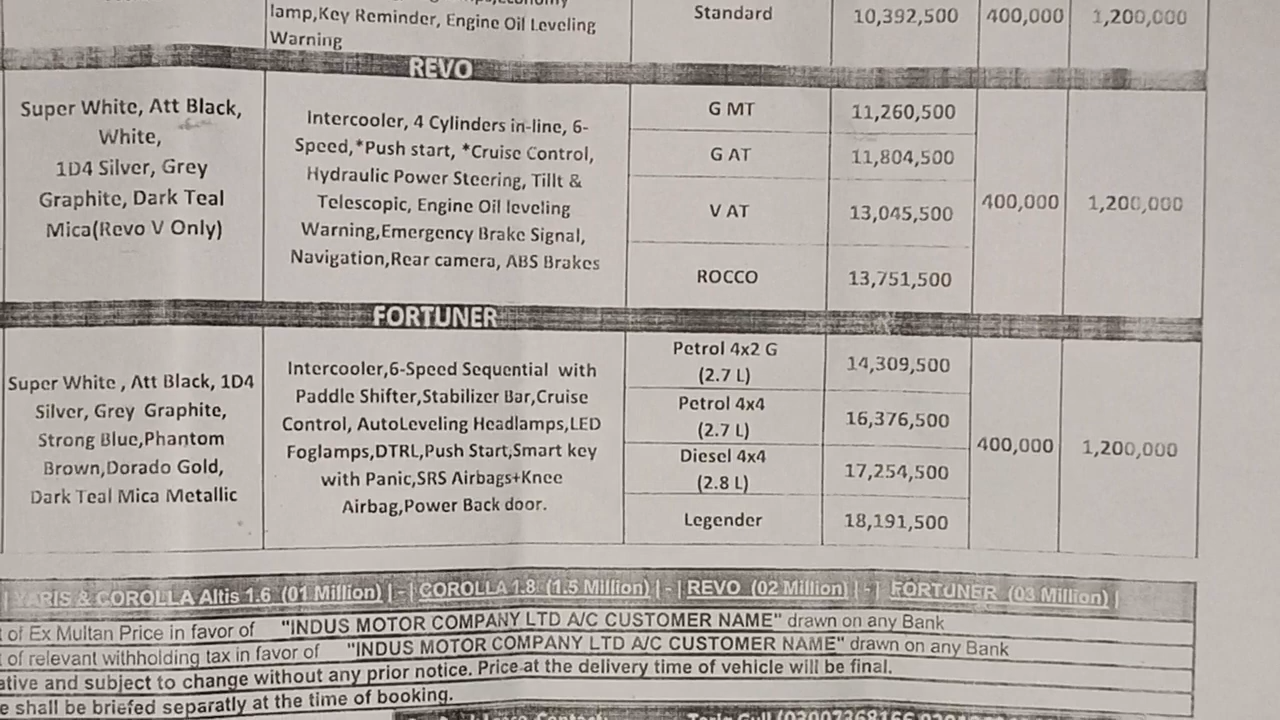 lamp,Key Reminder, Engine Oil Leveling
Warning
Standard
10,392,500
400,000
1,200,000
REVO
Super White, Att Black,
White,
1D4 Silver, Grey
Graphite, Dark Teal
Mica(Revo V Only)
Intercooler, 4 Cylinders in-line, 6-
Speed,*Push start, *Cruise Control,
Hydraulic Power Steering, Tillt &
Telescopic, Engine Oil leveling
Warning,Emergency Brake Signal,
Navigation,Rear camera, ABS Brakes
G MT
11,260,500
G AT
11,804,500
V AT
13,045,500
ROCCO
13,751,500
400,000
1,200,000
FORTUNER
Super White , Att Black, 1D4
Silver, Grey Graphite,
Strong Blue,Phantom
Brown,Dorado Gold,
Dark Teal Mica Metallic
Intercooler,6-Speed Sequential with
Paddle Shifter,Stabilizer Bar,Cruise
Control, AutoLeveling Headlamps,LED
Foglamps,DTRL,Push Start,Smart key
with Panic,SRS Airbags+Knee
Airbag,Power Back door.
Petrol 4x2 G
(2.7 L)
14,309,500
Petrol 4x4
(2.7 L)
16,376,500
Diesel 4x4
(2.8 L)
17,254,500
Legender
18,191,500
400,000
1,200,000
| YARIS & COROLLA Altis 1.6 (01 Million) | - | COROLLA 1.8 (1.5 Million) | - | REVO (02 Million) | - | FORTUNER (03 Million) |
of Ex Multan Price in favor of "INDUS MOTOR COMPANY LTD A/C CUSTOMER NAME" drawn on any Bank
of relevant withholding tax in favor of "INDUS MOTOR COMPANY LTD A/C CUSTOMER NAME" drawn on any Bank
ative and subject to change without any prior notice. Price at the delivery time of vehicle will be final.
e shall be briefed separately at the time of booking.